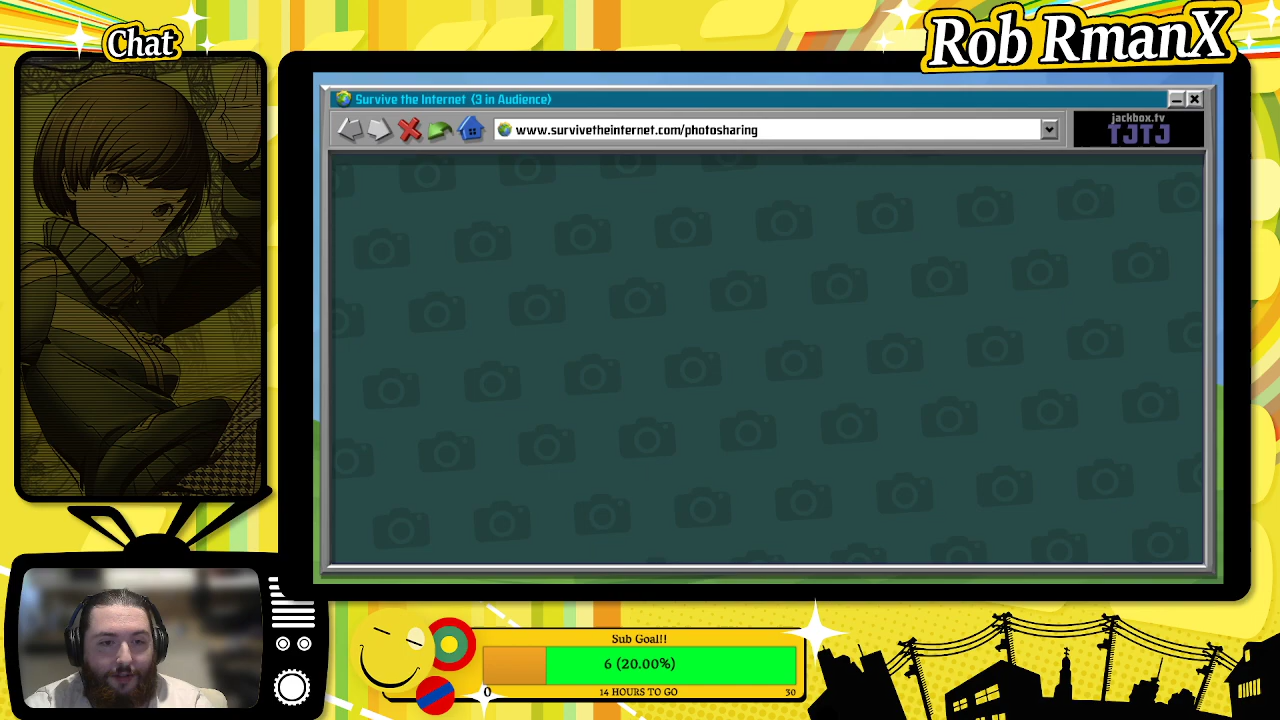 Chat
Rob RmanX
Survive the Internet (3 in Audience)
www.survivetheinternet.com/photosharing
jackbox.tv
TJTJ
Sub Goal!!
6 (20.00%)
0
14 HOURS TO GO
30